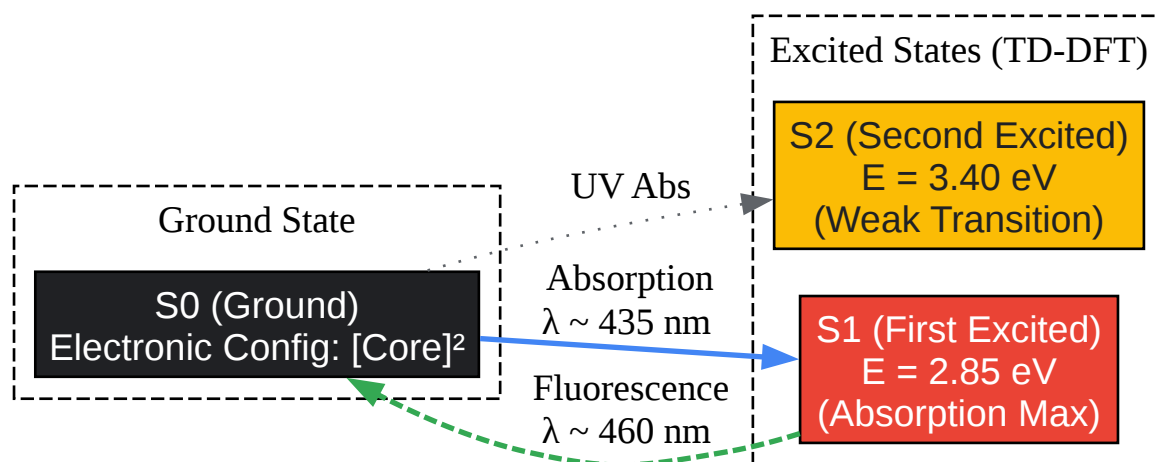 Excited States (TD-DFT)
S2 (Second Excited)
E = 3.40 eV
(Weak Transition)
UV Abs
Ground State
S0 (Ground)
Electronic Config: [Core]²
Absorption
λ ~ 435 nm
S1 (First Excited)
E = 2.85 eV
(Absorption Max)
Fluorescence
λ ~ 460 nm